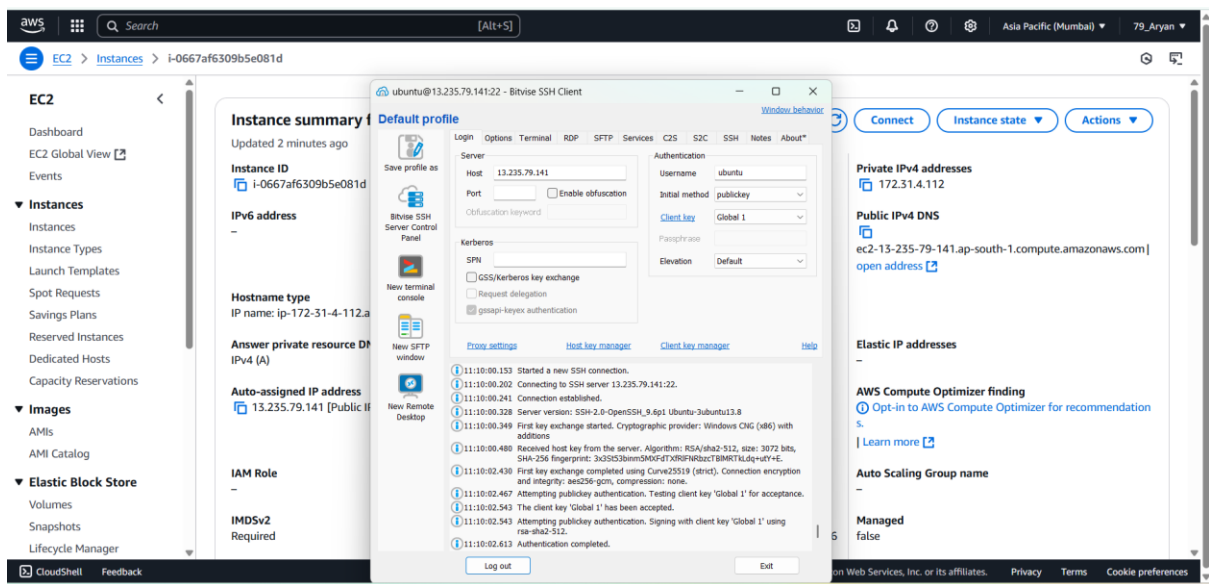 aws
Search
[Alt+S]
Asia Pacific (Mumbai) ▼
79_Aryan ▼
EC2 > Instances > i-0667af6309b5e081d
EC2
Dashboard
EC2 Global View
Events
▼ Instances
Instances
Instance Types
Launch Templates
Spot Requests
Savings Plans
Reserved Instances
Dedicated Hosts
Capacity Reservations
▼ Images
AMIs
AMI Catalog
▼ Elastic Block Store
Volumes
Snapshots
Lifecycle Manager
Instance summary f
Updated 2 minutes ago
Connect
Instance state ▼
Actions ▼
Instance ID
i-0667af6309b5e081d
IPv6 address
–
Hostname type
IP name: ip-172-31-4-112.a
Answer private resource DN
IPv4 (A)
Auto-assigned IP address
13.235.79.141 [Public IP
IAM Role
–
IMDSv2
Required
ubuntu@13.235.79.141:22 - Bitvise SSH Client
Default profile
Window behavior
Save profile as
Bitvise SSH
Server Control
Panel
New terminal
console
New SFTP
window
New Remote
Desktop
Login Options Terminal RDP SFTP Services C2S S2C SSH Notes About*
Server
Host 13.235.79.141
Port
Enable obfuscation
Obfuscation keyword
Kerberos
SPN
GSS/Kerberos key exchange
Request delegation
gssapi-keyex authentication
Authentication
Username ubuntu
Initial method publickey
Client key Global 1
Passphrase
Elevation Default
Proxy settings
Host key manager
Client key manager
Help
11:10:00.153 Started a new SSH connection.
11:10:00.202 Connecting to SSH server 13.235.79.141:22.
11:10:00.241 Connection established.
11:10:00.328 Server version: SSH-2.0-OpenSSH_9.6p1 Ubuntu-3ubuntu13.8
11:10:00.349 First key exchange started. Cryptographic provider: Windows CNG (x86) with
additions
11:10:00.480 Received host key from the server. Algorithm: RSA/sha2-512, size: 3072 bits,
SHA-256 fingerprint:
11:10:02.430 First key exchange completed using Curve25519 (strict). Connection encryption
and integrity: aes256-gcm, compression: none.
11:10:02.467 Attempting publickey authentication. Testing client key 'Global 1' for acceptance.
11:10:02.543 The client key 'Global 1' has been accepted.
11:10:02.543 Attempting publickey authentication. Signing with client key 'Global 1' using
rsa-sha2-512.
11:10:02.613 Authentication completed.
Log out
Exit
Private IPv4 addresses
172.31.4.112
Public IPv4 DNS
ec2-13-235-79-141.ap-south-1.compute.amazonaws.com |
open address
Elastic IP addresses
–
AWS Compute Optimizer finding
Opt-in to AWS Compute Optimizer for recommendation
s.
| Learn more
Auto Scaling Group name
–
Managed
false
6
CloudShell
Feedback
on Web Services, Inc. or its affiliates.
Privacy
Terms
Cookie preferences